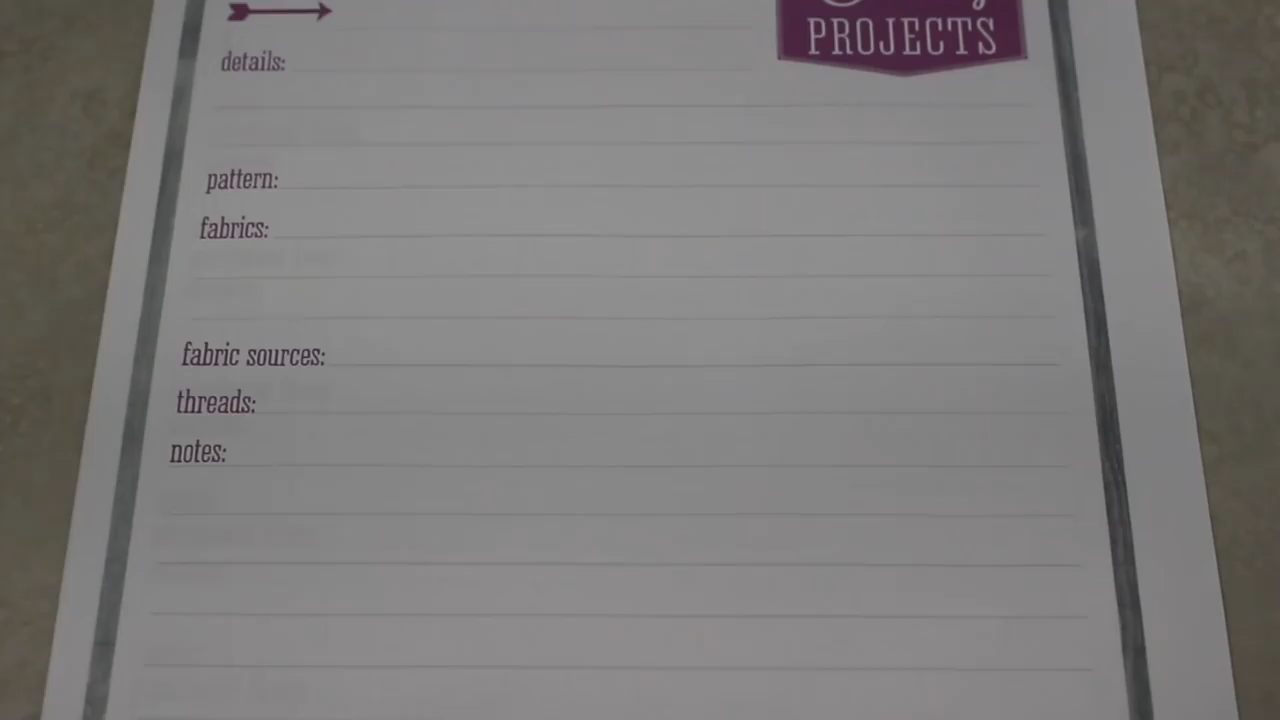 PROJECTS
details:
pattern:
fabrics:
fabric sources:
threads:
notes: